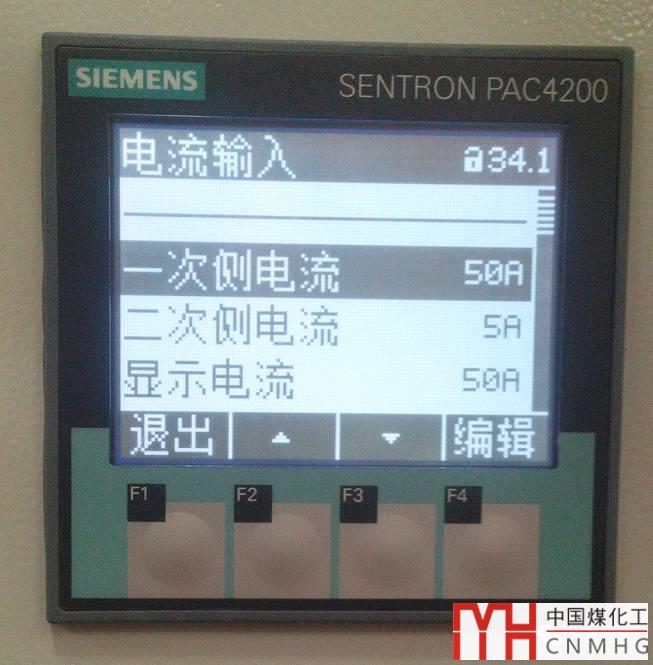 SIEMENS
SENTRON PAC4200
电流输入 34.1
一次侧电流 50A
二次侧电流 5A
显示电流 50A
退出 编辑
F1 F2 F3 F4
中国煤化工
MYH CNMHG